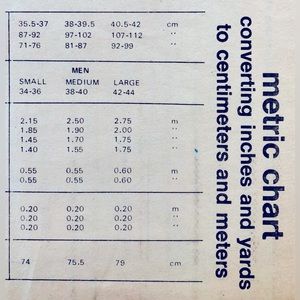 35.5-37 38-39.5 40.5-42 cm
87-92 97-102 107-112 "
71-76 81-87 92-99 "
MEN
SMALL MEDIUM LARGE
34-36 38-40 42-44
2.15 2.50 2.75 m
1.85 1.90 2.00 "
1.45 1.70 1.75 "
1.40 1.55 1.75 "
0.55 0.55 0.60 m
0.55 0.55 0.60 "
0.20 0.20 0.20 m
0.20 0.20 0.20 "
0.20 0.20 0.20 "
74 75.5 79 cm
metric chart
converting inches and yards
to centimeters and meters